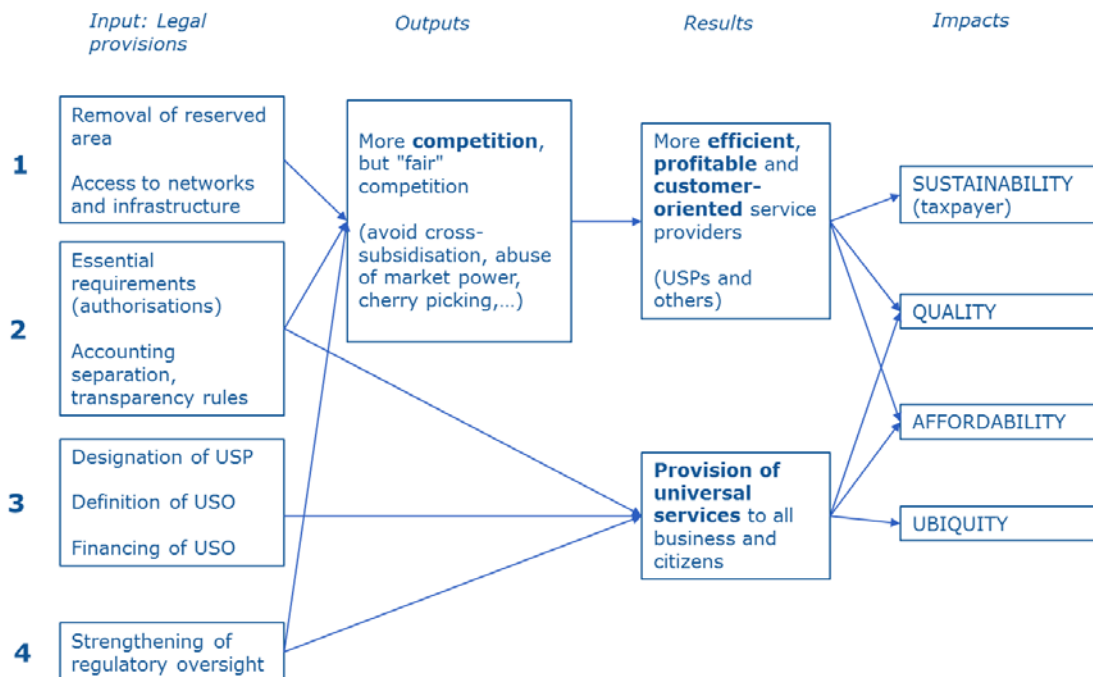 Input: Legal
provisions
Outputs
Results
Impacts
1
Removal of reserved
area
Access to networks
and infrastructure
2
Essential
requirements
(authorisations)
Accounting
separation,
transparency rules
3
Designation of USP
Definition of USO
Financing of USO
4
Strengthening of
regulatory oversight
More competition,
but "fair"
competition
(avoid cross-
subsidisation, abuse
of market power,
cherry picking,...)
More efficient,
profitable and
customer-
oriented service
providers
(USPs and
others)
Provision of
universal
services to all
business and
citizens
SUSTAINABILITY
(taxpayer)
QUALITY
AFFORDABILITY
UBIQUITY